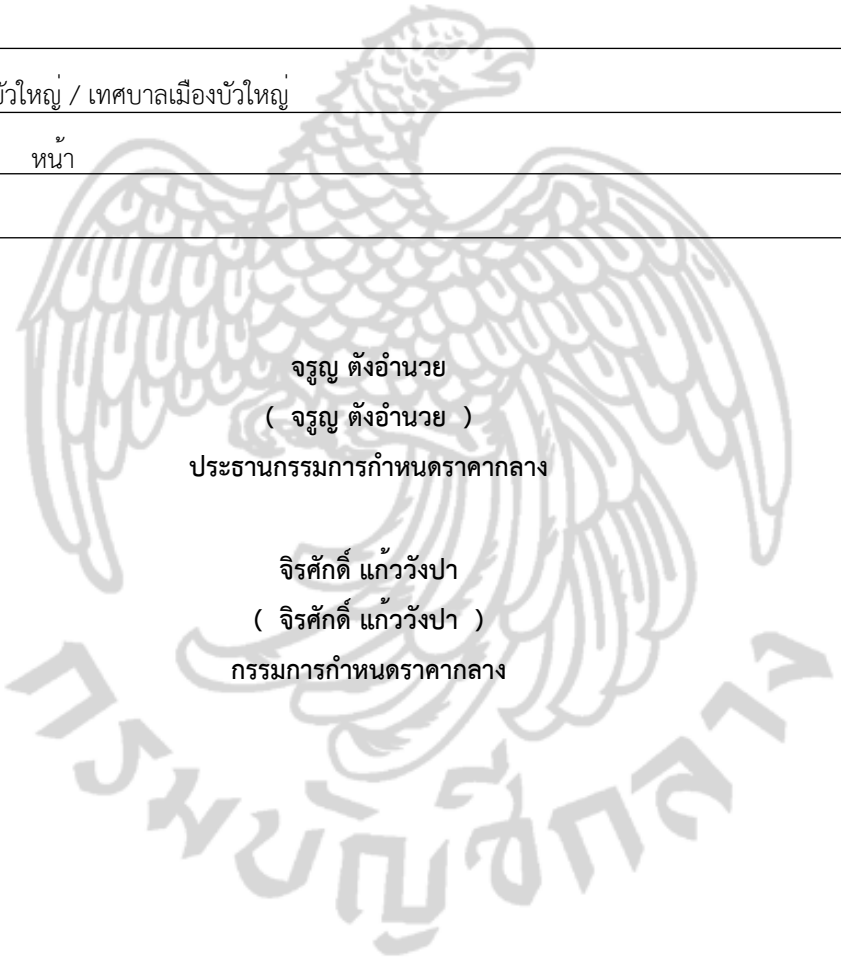 บัวใหญ่ / เทศบาลเมืองบัวใหญ่
หน้า
จรูญ ตังอำนวย
( จรูญ ตังอำนวย )
ประธานกรรมการกำหนดราคากลาง
จิรศักดิ์ แก้ววังปา
( จิรศักดิ์ แก้ววังปา )
กรรมการกำหนดราคากลาง
กรมบัญชีกลาง